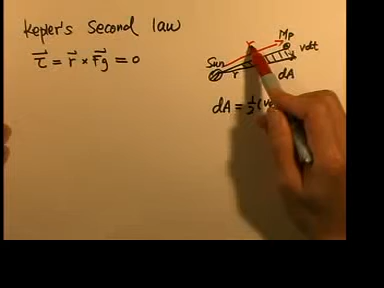 Kepler's Second law
τ⃗ = r⃗ × F⃗g = 0
Mp
Sun
vdt
r
dA
dA = ½(